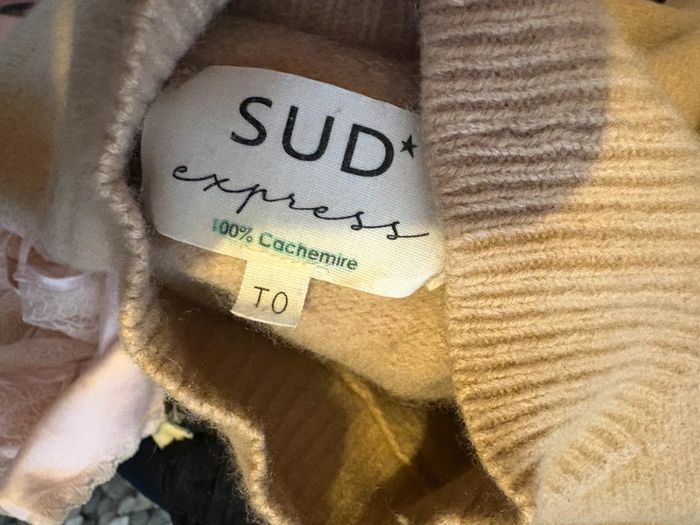 SUD★
express
100% Cachemire
T0